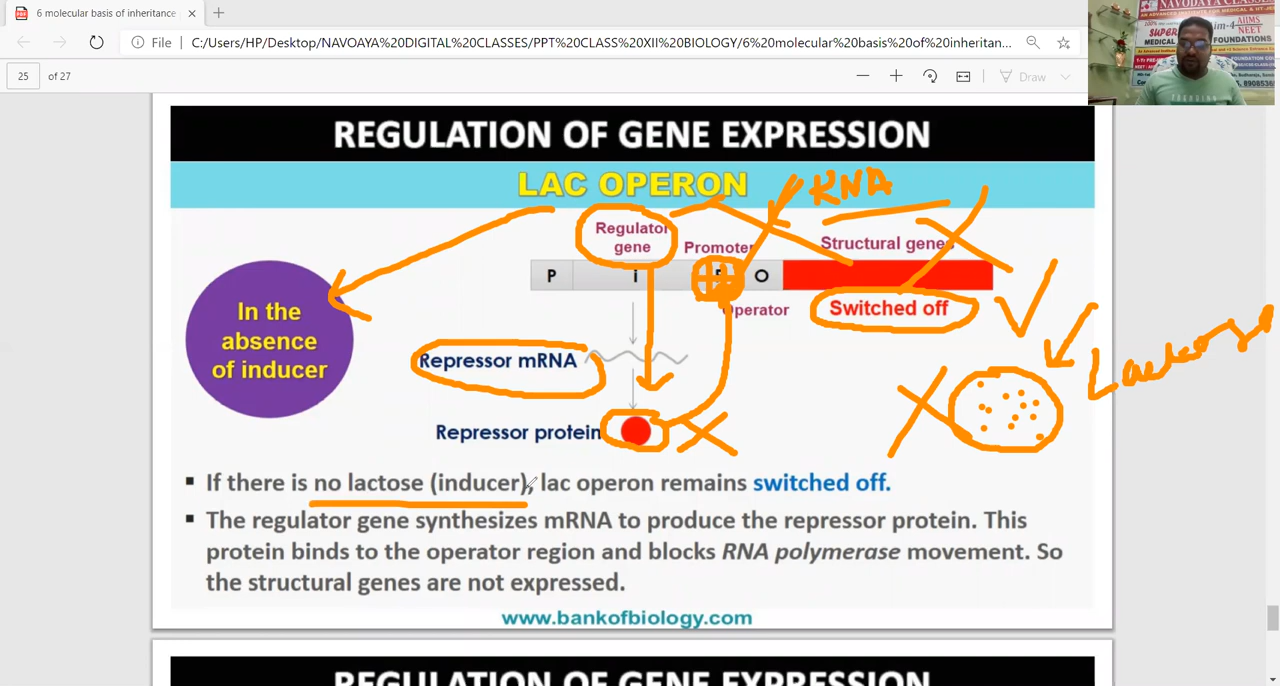 6 molecular basis of inheritance
File
C:/Users/HP/Desktop/NAVOAYA%20DIGITAL%20CLASSES/PPT%20CLASS%20XII%20BIOLOGY/6%20molecular%20basis%20of%20inheritan...
25 of 27
Draw
REGULATION OF GENE EXPRESSION
LAC OPERON
RNA
Regulator
gene
Promoter
Structural genes
P
i
O
Operator
Switched off
In the
absence
of inducer
Repressor mRNA
Repressor protein
▪ If there is no lactose (inducer), lac operon remains switched off.
▪ The regulator gene synthesizes mRNA to produce the repressor protein. This
protein binds to the operator region and blocks RNA polymerase movement. So
the structural genes are not expressed.
www.bankofbiology.com
REGULATION OF GENE EXPRESSION